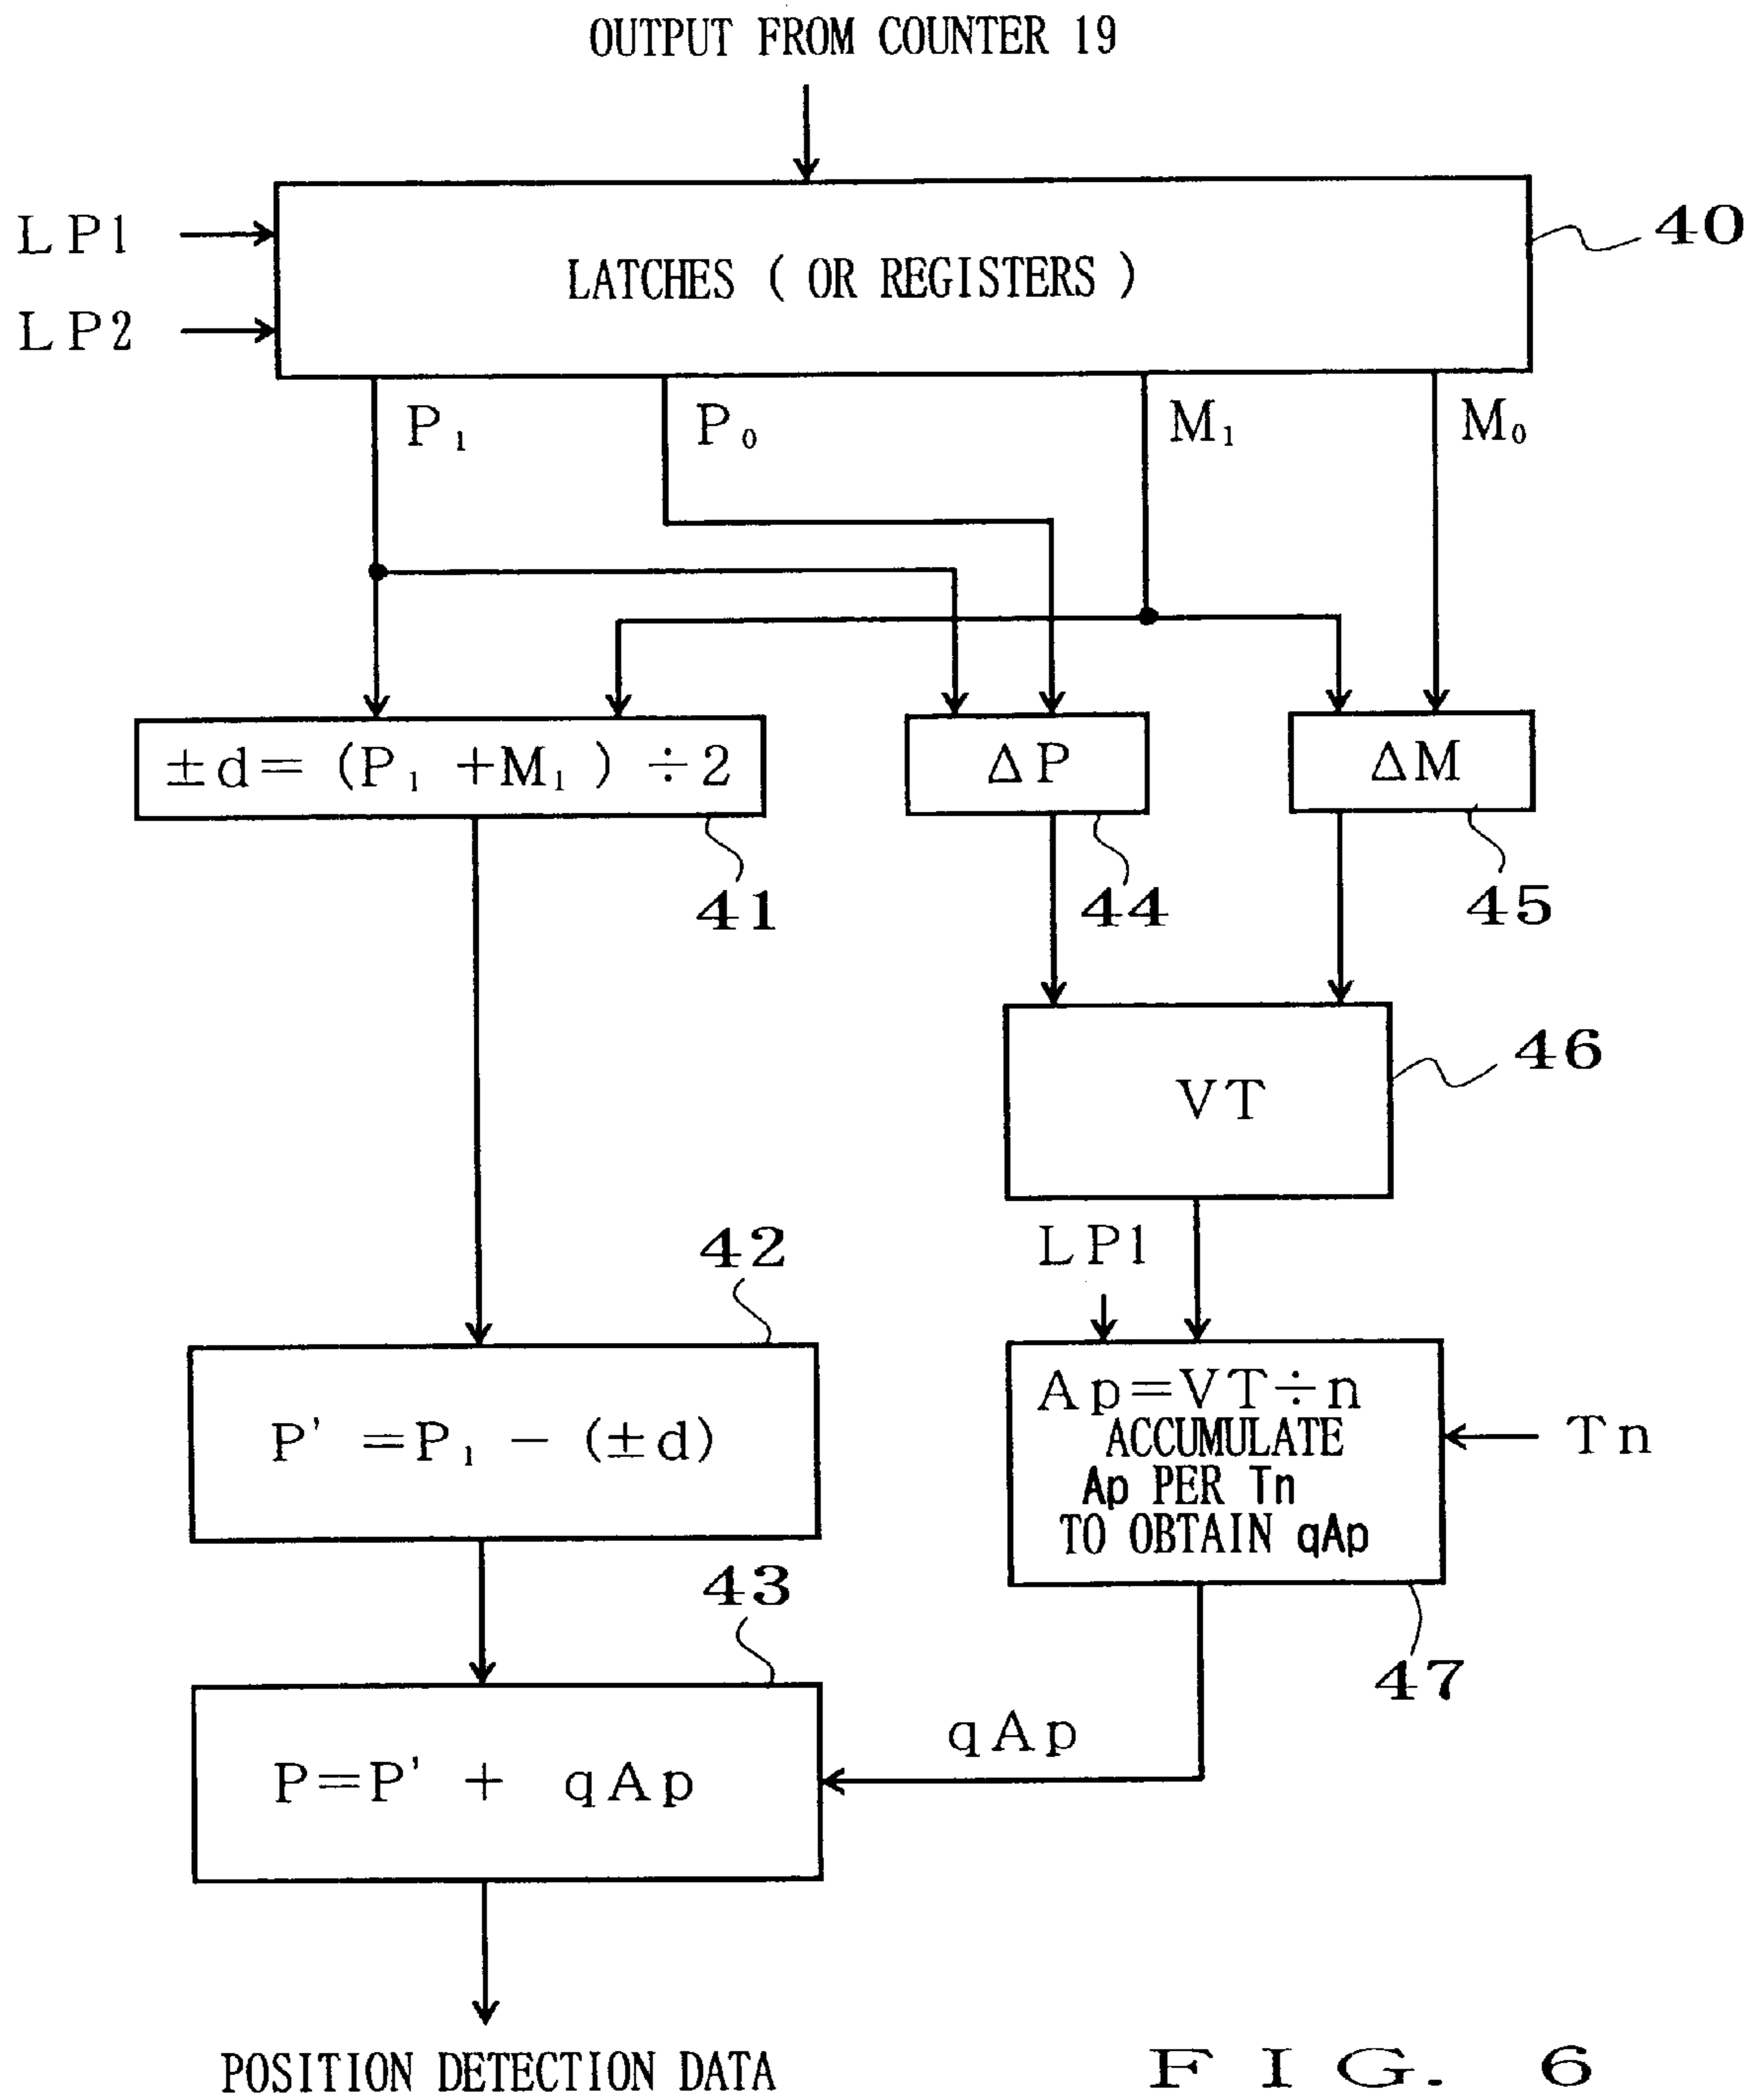 OUTPUT FROM COUNTER 19
LP1
40
LATCHES ( OR REGISTERS )
LP2
P₁
P₀
M₁
M₀
±d= (P₁ +M₁) ÷2
ΔP
ΔM
41
44
45
46
VT
LP1
42
Ap=VT÷n
ACCUMULATE
Ap PER Tn
TO OBTAIN qAp
Tn
P' =P₁ - (±d)
43
47
qAp
P=P' + qAp
POSITION DETECTION DATA
FIG. 6